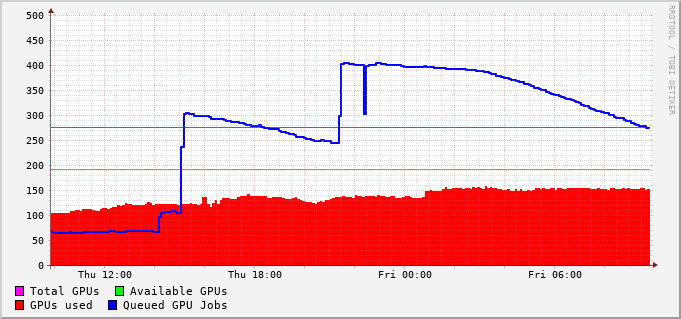 500
450
400
350
300
250
200
150
100
50
0
Thu 12:00 Thu 18:00 Fri 00:00 Fri 06:00
Total GPUs Available GPUs
GPUs used Queued GPU Jobs
RRDTOOL / TOBI OETIKER